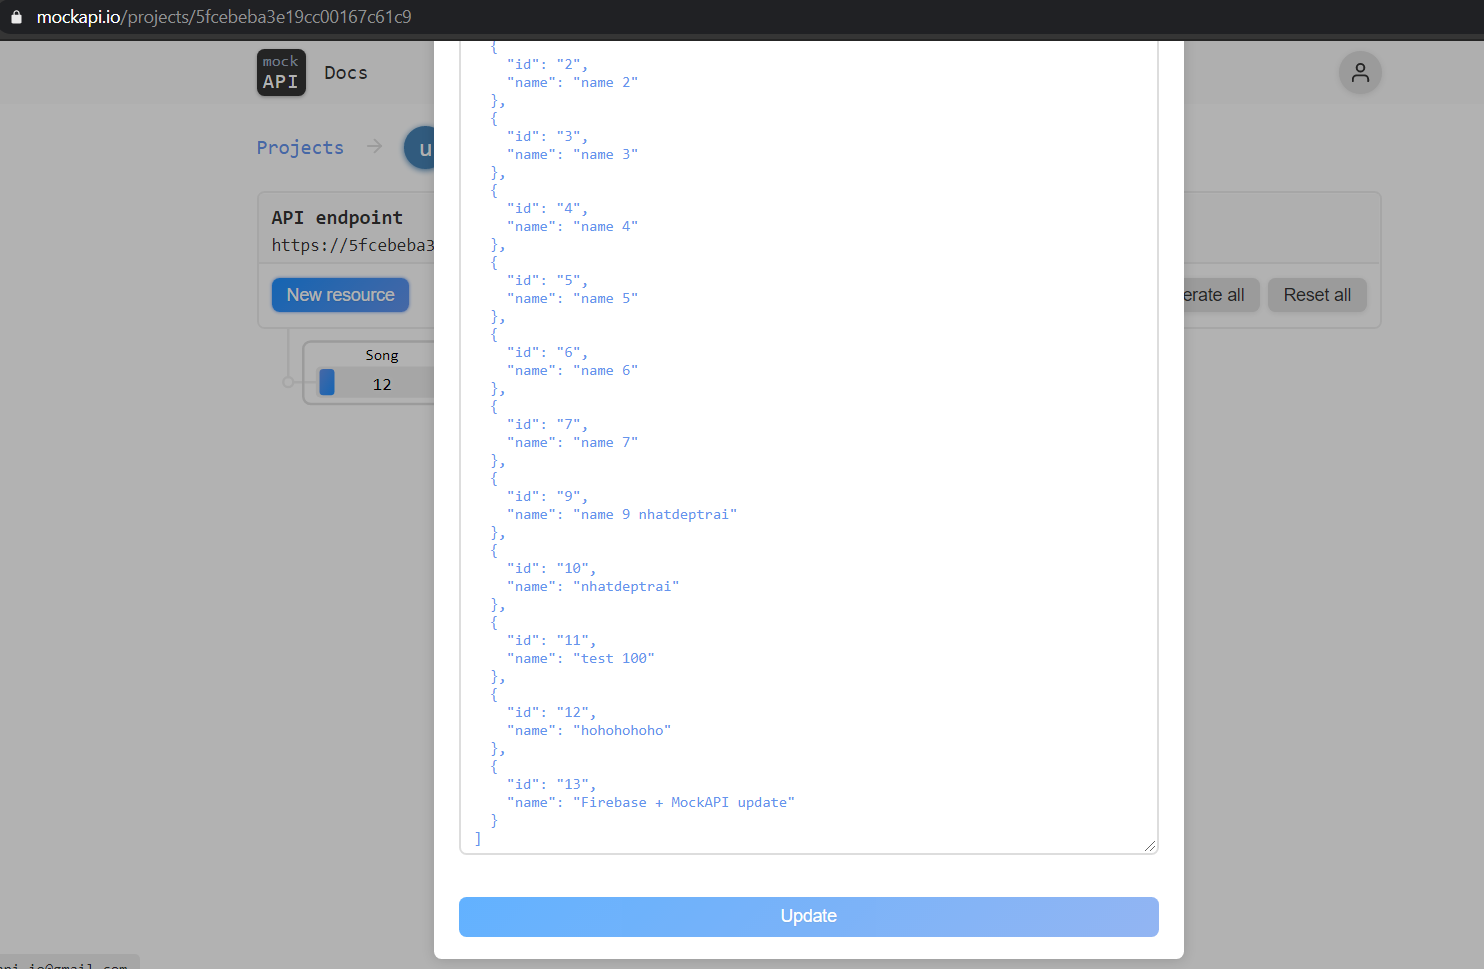 mockapi.io/projects/5fcebeba3e19cc00167c61c9
mock
API
Docs
Projects
u
API endpoint
https://5fcebeba3
New resource
erate all
Reset all
Song
12
{
"id": "2",
"name": "name 2"
},
{
"id": "3",
"name": "name 3"
},
{
"id": "4",
"name": "name 4"
},
{
"id": "5",
"name": "name 5"
},
{
"id": "6",
"name": "name 6"
},
{
"id": "7",
"name": "name 7"
},
{
"id": "9",
"name": "name 9 nhatdeptrai"
},
{
"id": "10",
"name": "nhatdeptrai"
},
{
"id": "11",
"name": "test 100"
},
{
"id": "12",
"name": "hohohohoho"
},
{
"id": "13",
"name": "Firebase + MockAPI update"
}
]
Update
api.io@gmail.com